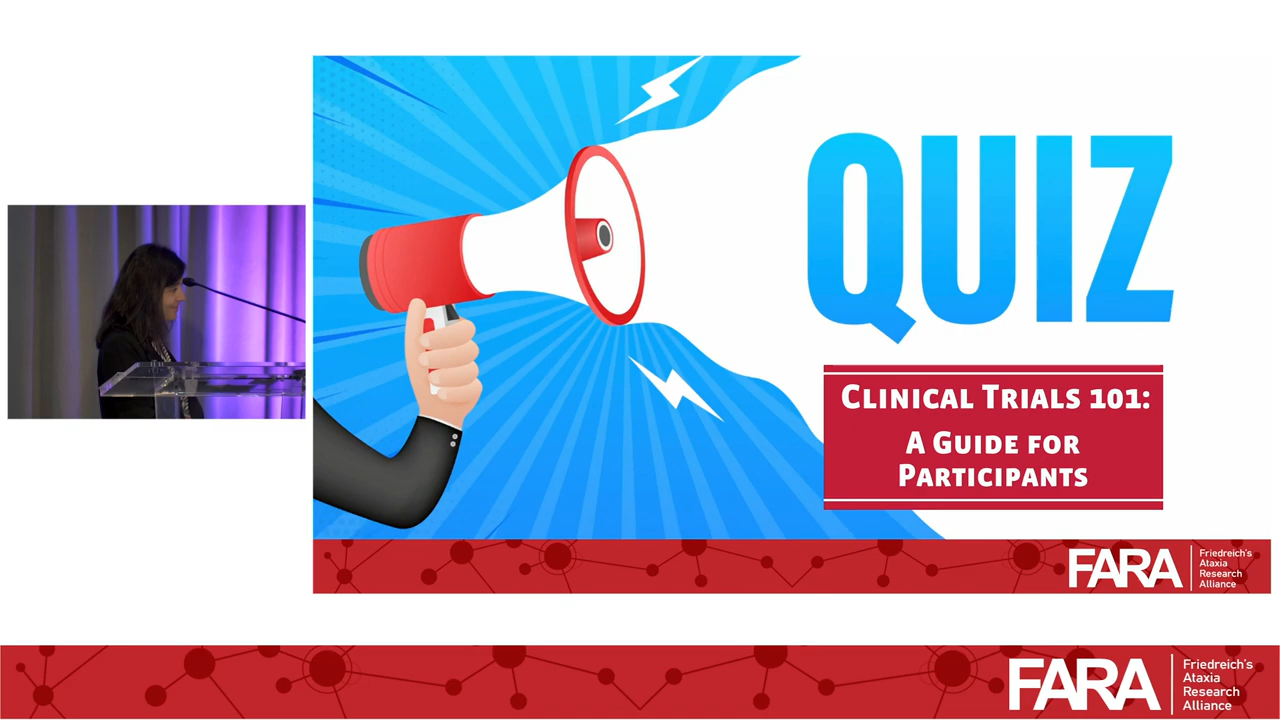 QUIZ
CLINICAL TRIALS 101:
A GUIDE FOR
PARTICIPANTS
FARA
Friedreich's
Ataxia
Research
Alliance
FARA
Friedreich's
Ataxia
Research
Alliance